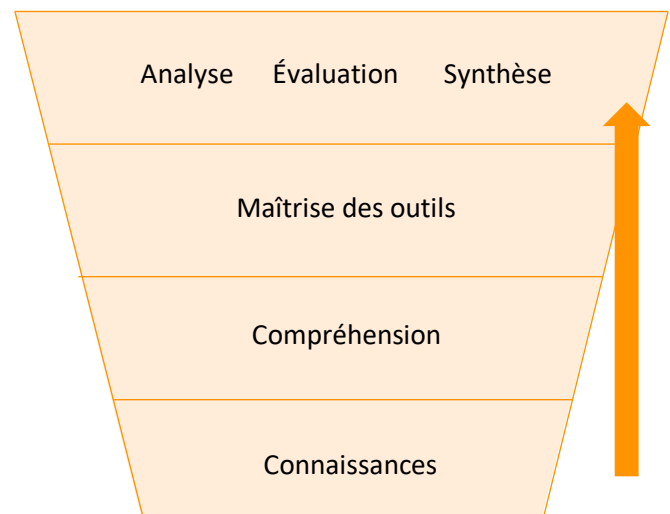 Analyse Évaluation Synthèse
Maîtrise des outils
Compréhension
Connaissances